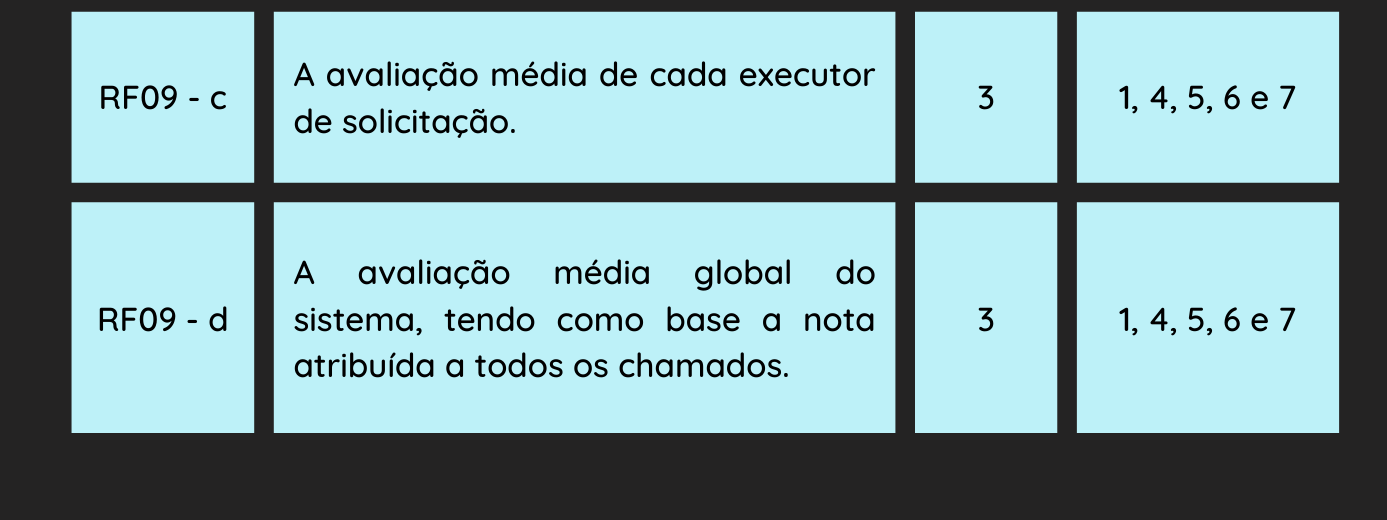 RF09 - c
A avaliação média de cada executor
de solicitação.
3
1, 4, 5, 6 e 7
RF09 - d
A avaliação média global do
sistema, tendo como base a nota
atribuída a todos os chamados.
3
1, 4, 5, 6 e 7